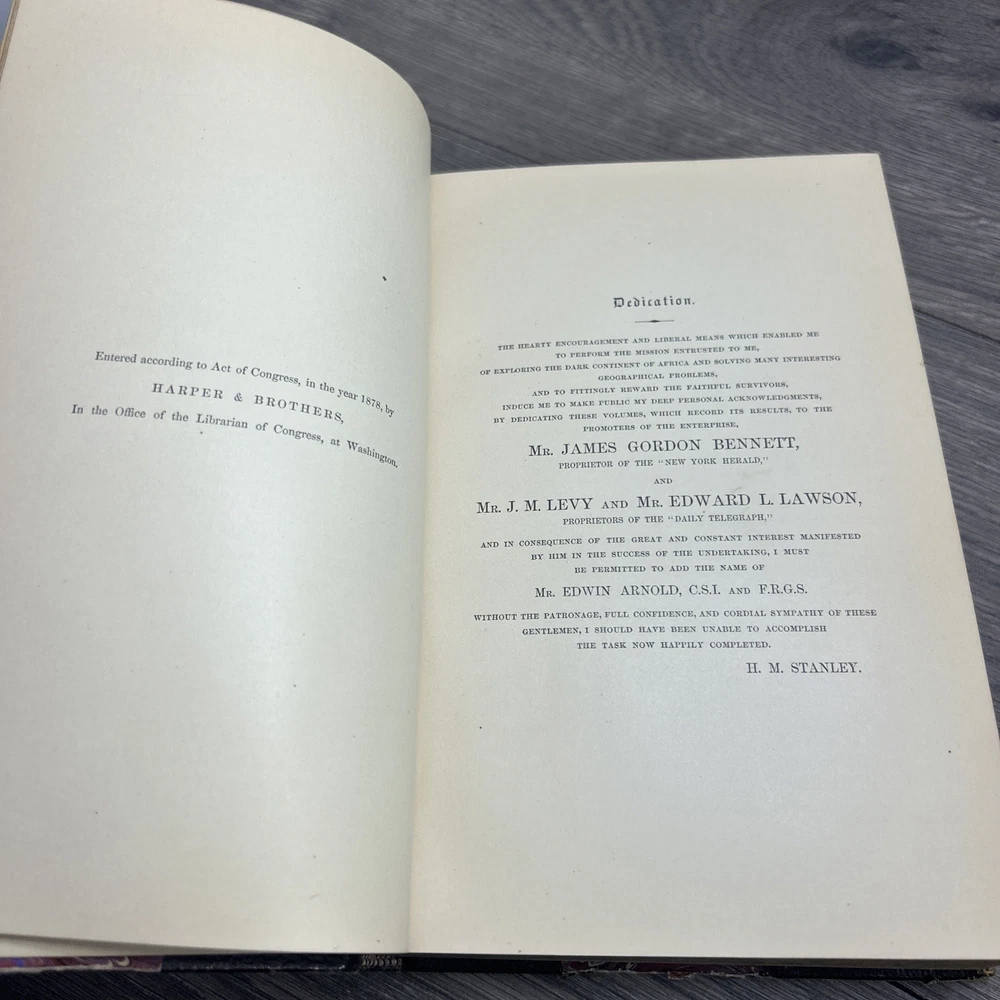 Entered according to Act of Congress, in the year 1878, by
HARPER & BROTHERS,
In the Office of the Librarian of Congress, at Washington.
Dedication.
THE HEARTY ENCOURAGEMENT AND LIBERAL MEANS WHICH ENABLED ME
TO PERFORM THE MISSION ENTRUSTED TO ME,
OF EXPLORING THE DARK CONTINENT OF AFRICA AND SOLVING MANY INTERESTING
GEOGRAPHICAL PROBLEMS,
AND TO FITTINGLY REWARD THE FAITHFUL SURVIVORS,
INDUCE ME TO MAKE PUBLIC MY DEEP PERSONAL ACKNOWLEDGMENTS,
BY DEDICATING THESE VOLUMES, WHICH RECORD ITS RESULTS, TO THE
PROMOTERS OF THE ENTERPRISE,
MR. JAMES GORDON BENNETT,
PROPRIETOR OF THE "NEW YORK HERALD,"
AND
MR. J. M. LEVY AND MR. EDWARD L. LAWSON,
PROPRIETORS OF THE "DAILY TELEGRAPH,"
AND IN CONSEQUENCE OF THE GREAT AND CONSTANT INTEREST MANIFESTED
BY HIM IN THE SUCCESS OF THE UNDERTAKING, I MUST
BE PERMITTED TO ADD THE NAME OF
MR. EDWIN ARNOLD, C.S.I. AND F.R.G.S.
WITHOUT THE PATRONAGE, FULL CONFIDENCE, AND CORDIAL SYMPATHY OF THESE
GENTLEMEN, I SHOULD HAVE BEEN UNABLE TO ACCOMPLISH
THE TASK NOW HAPPILY COMPLETED.
H. M. STANLEY.